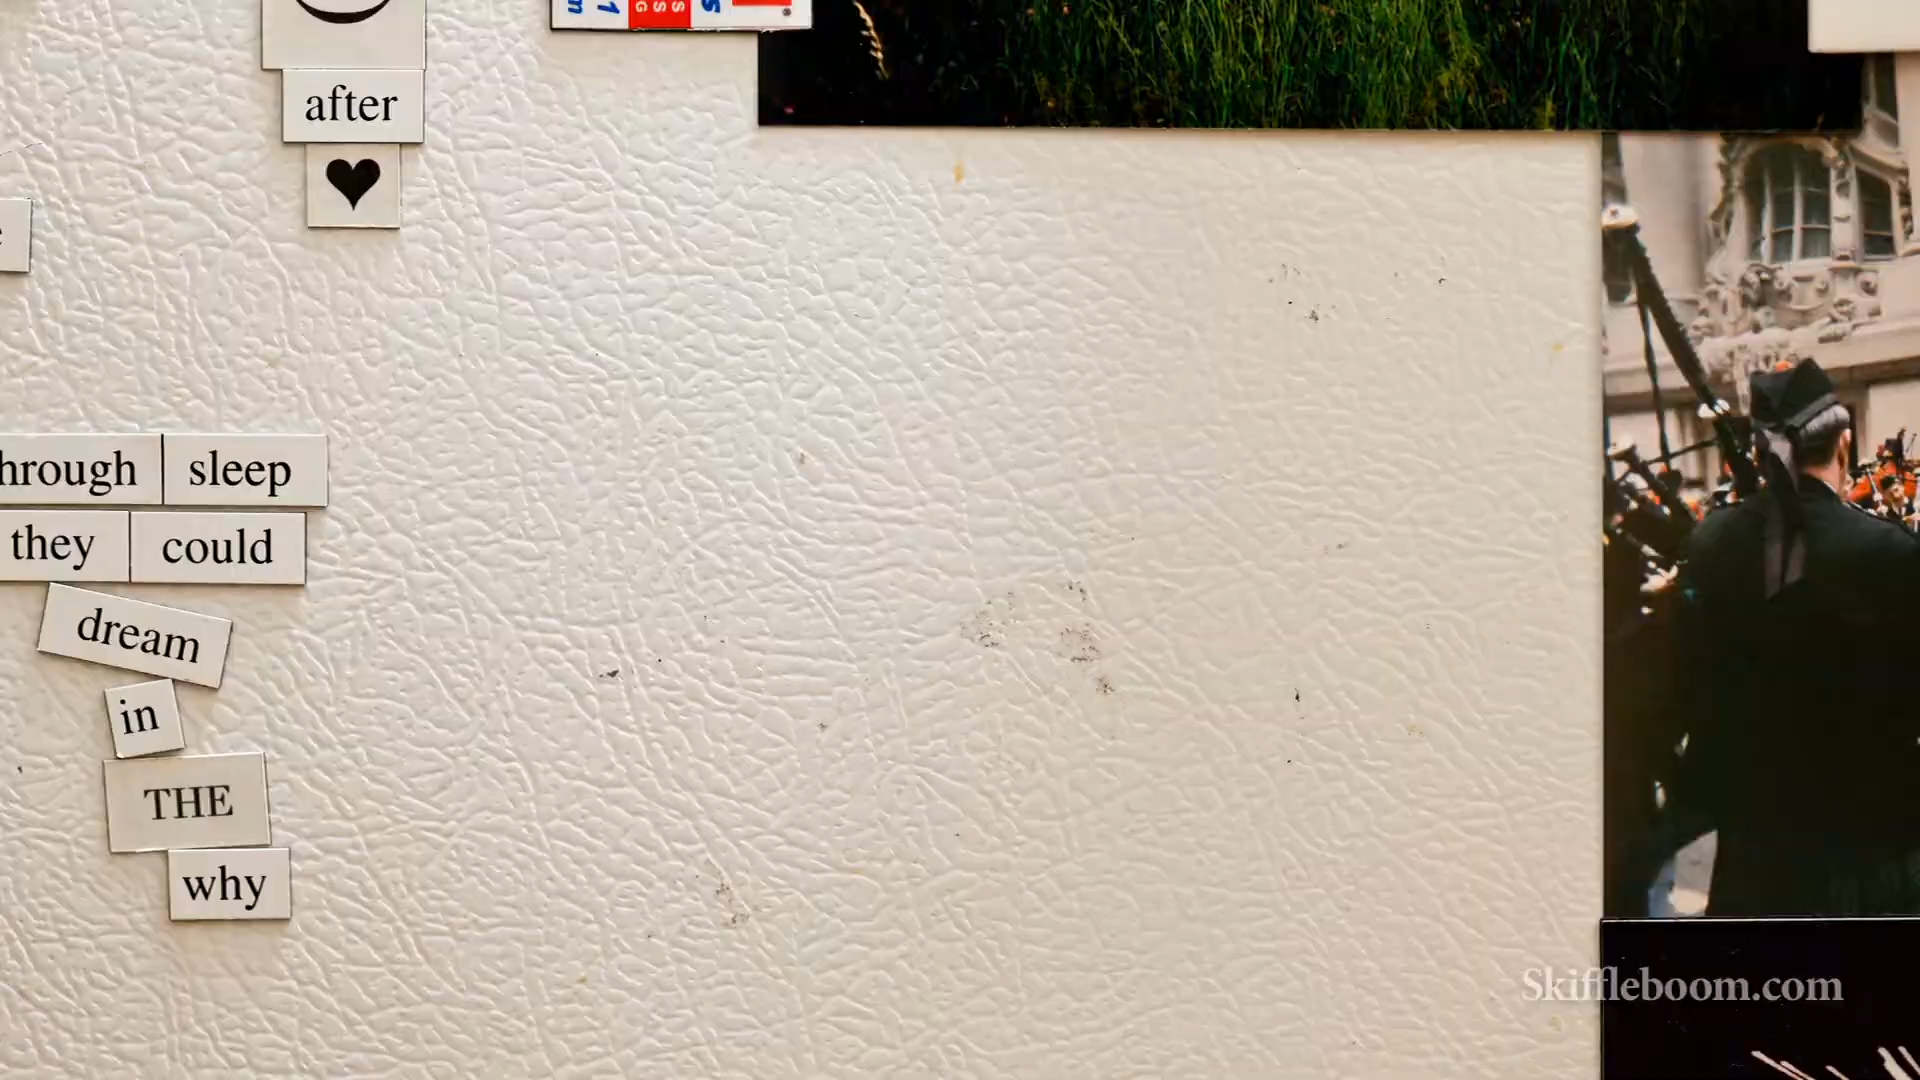 after
hrough sleep
they could
dream
in
THE
why
Skiffleboom.com